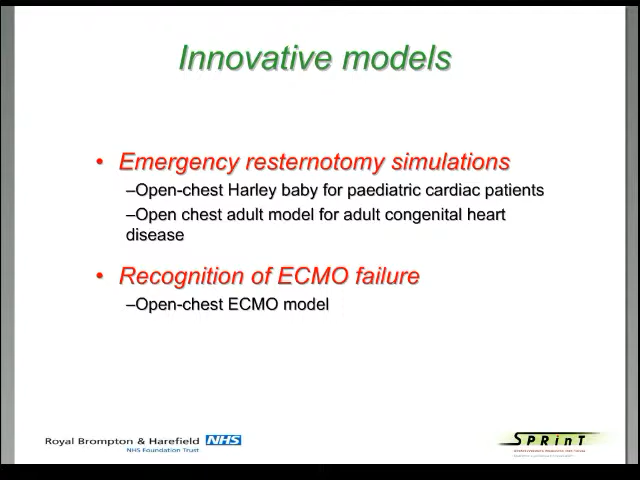 Innovative models
• Emergency resternotomy simulations
–Open-chest Harley baby for paediatric cardiac patients
–Open chest adult model for adult congenital heart
disease
• Recognition of ECMO failure
–Open-chest ECMO model
Royal Brompton & Harefield NHS
NHS Foundation Trust
SPRinT